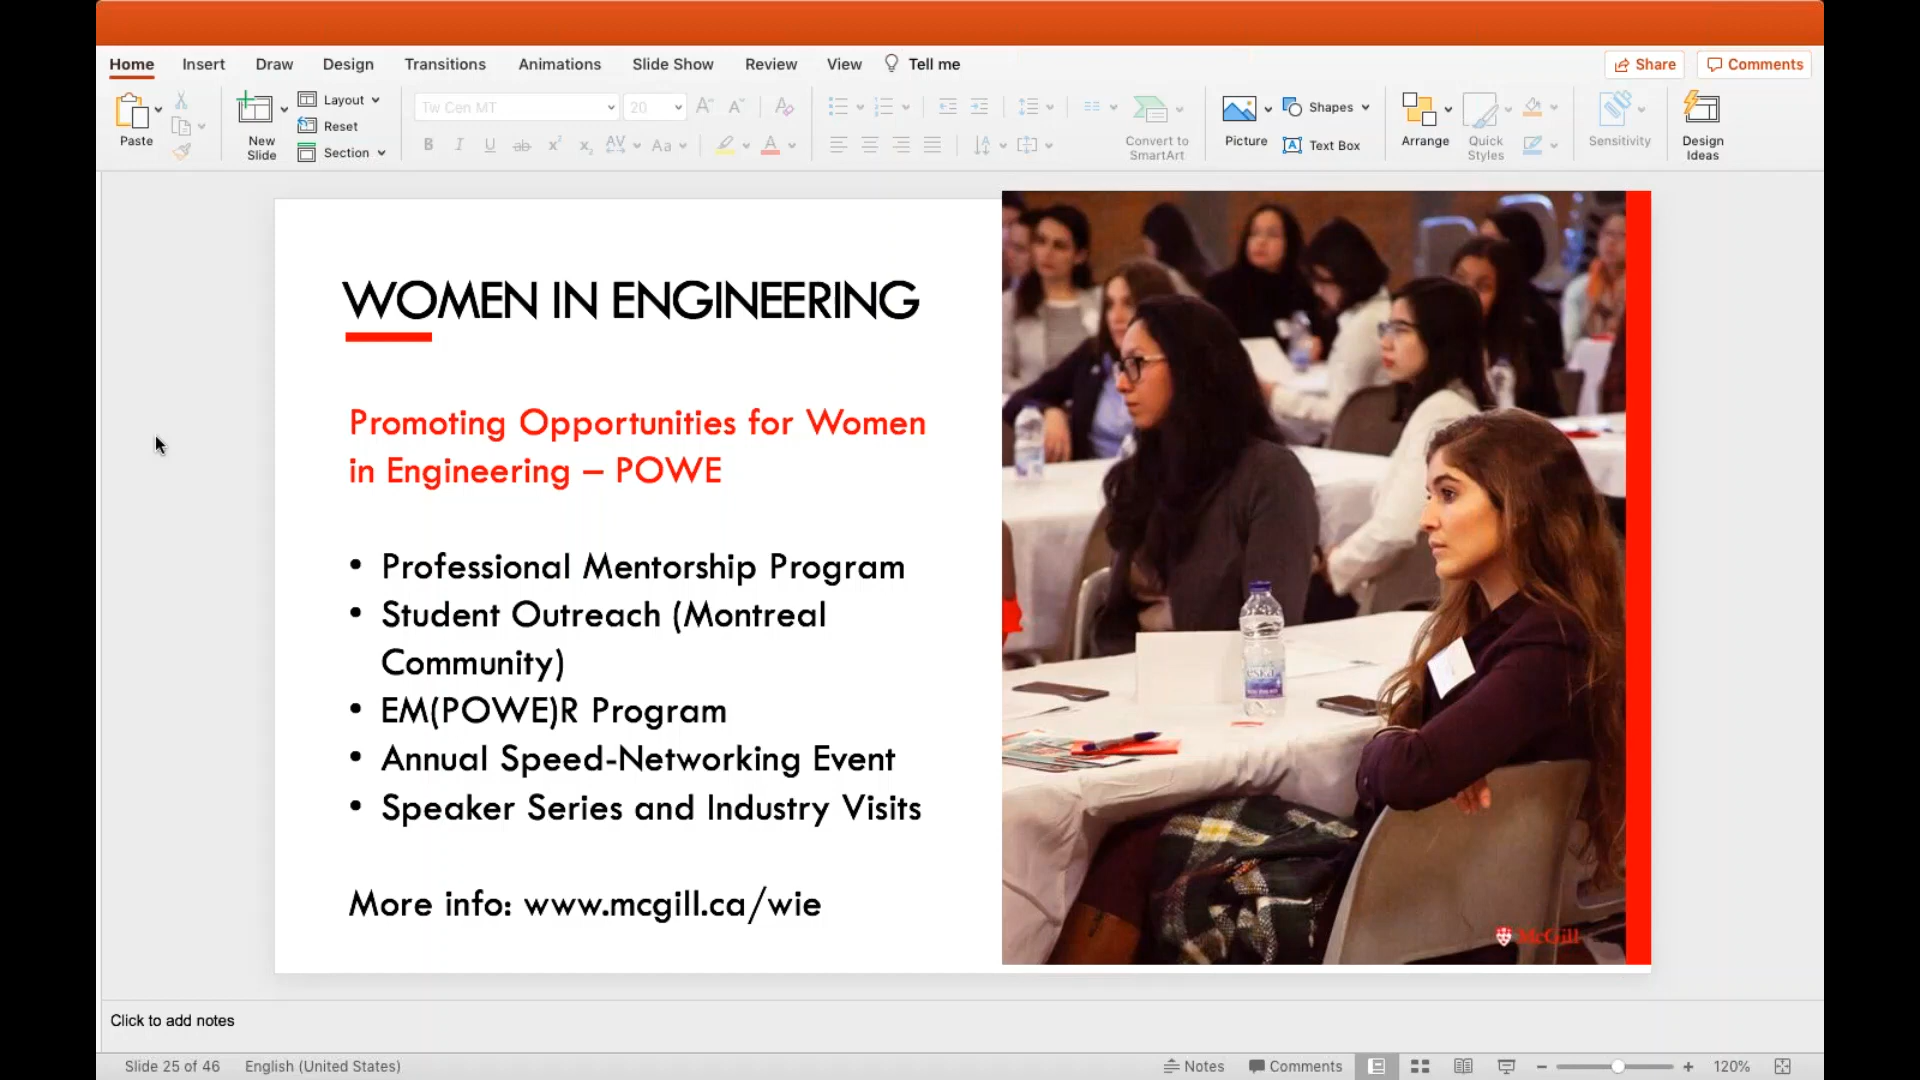 Home Insert Draw Design Transitions Animations Slide Show Review View Tell me Share Comments
Paste
New Slide
Layout
Reset
Section
Tw Cen MT 20
Convert to SmartArt
Picture
Shapes
Text Box
Arrange
Quick Styles
Sensitivity
Design Ideas
WOMEN IN ENGINEERING
Promoting Opportunities for Women
in Engineering – POWE
• Professional Mentorship Program
• Student Outreach (Montreal
Community)
• EM(POWE)R Program
• Annual Speed-Networking Event
• Speaker Series and Industry Visits
More info: www.mcgill.ca/wie
eska
McGill
Click to add notes
Slide 25 of 46 English (United States) Notes Comments 120%